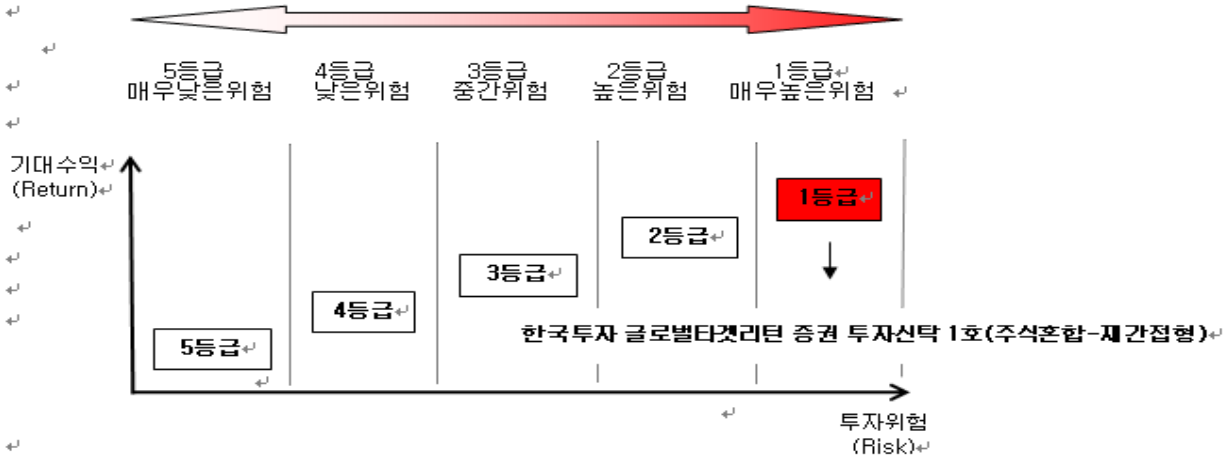 5등급 4등급 3등급 2등급 1등급
매우낮은위험 낮은위험 중간위험 높은위험 매우높은위험
기대수익
(Return)
1등급
2등급
3등급
4등급
한국투자 글로벌타겟리턴 증권 투자신탁 1호(주식혼합-재간접형)
5등급
투자위험
(Risk)